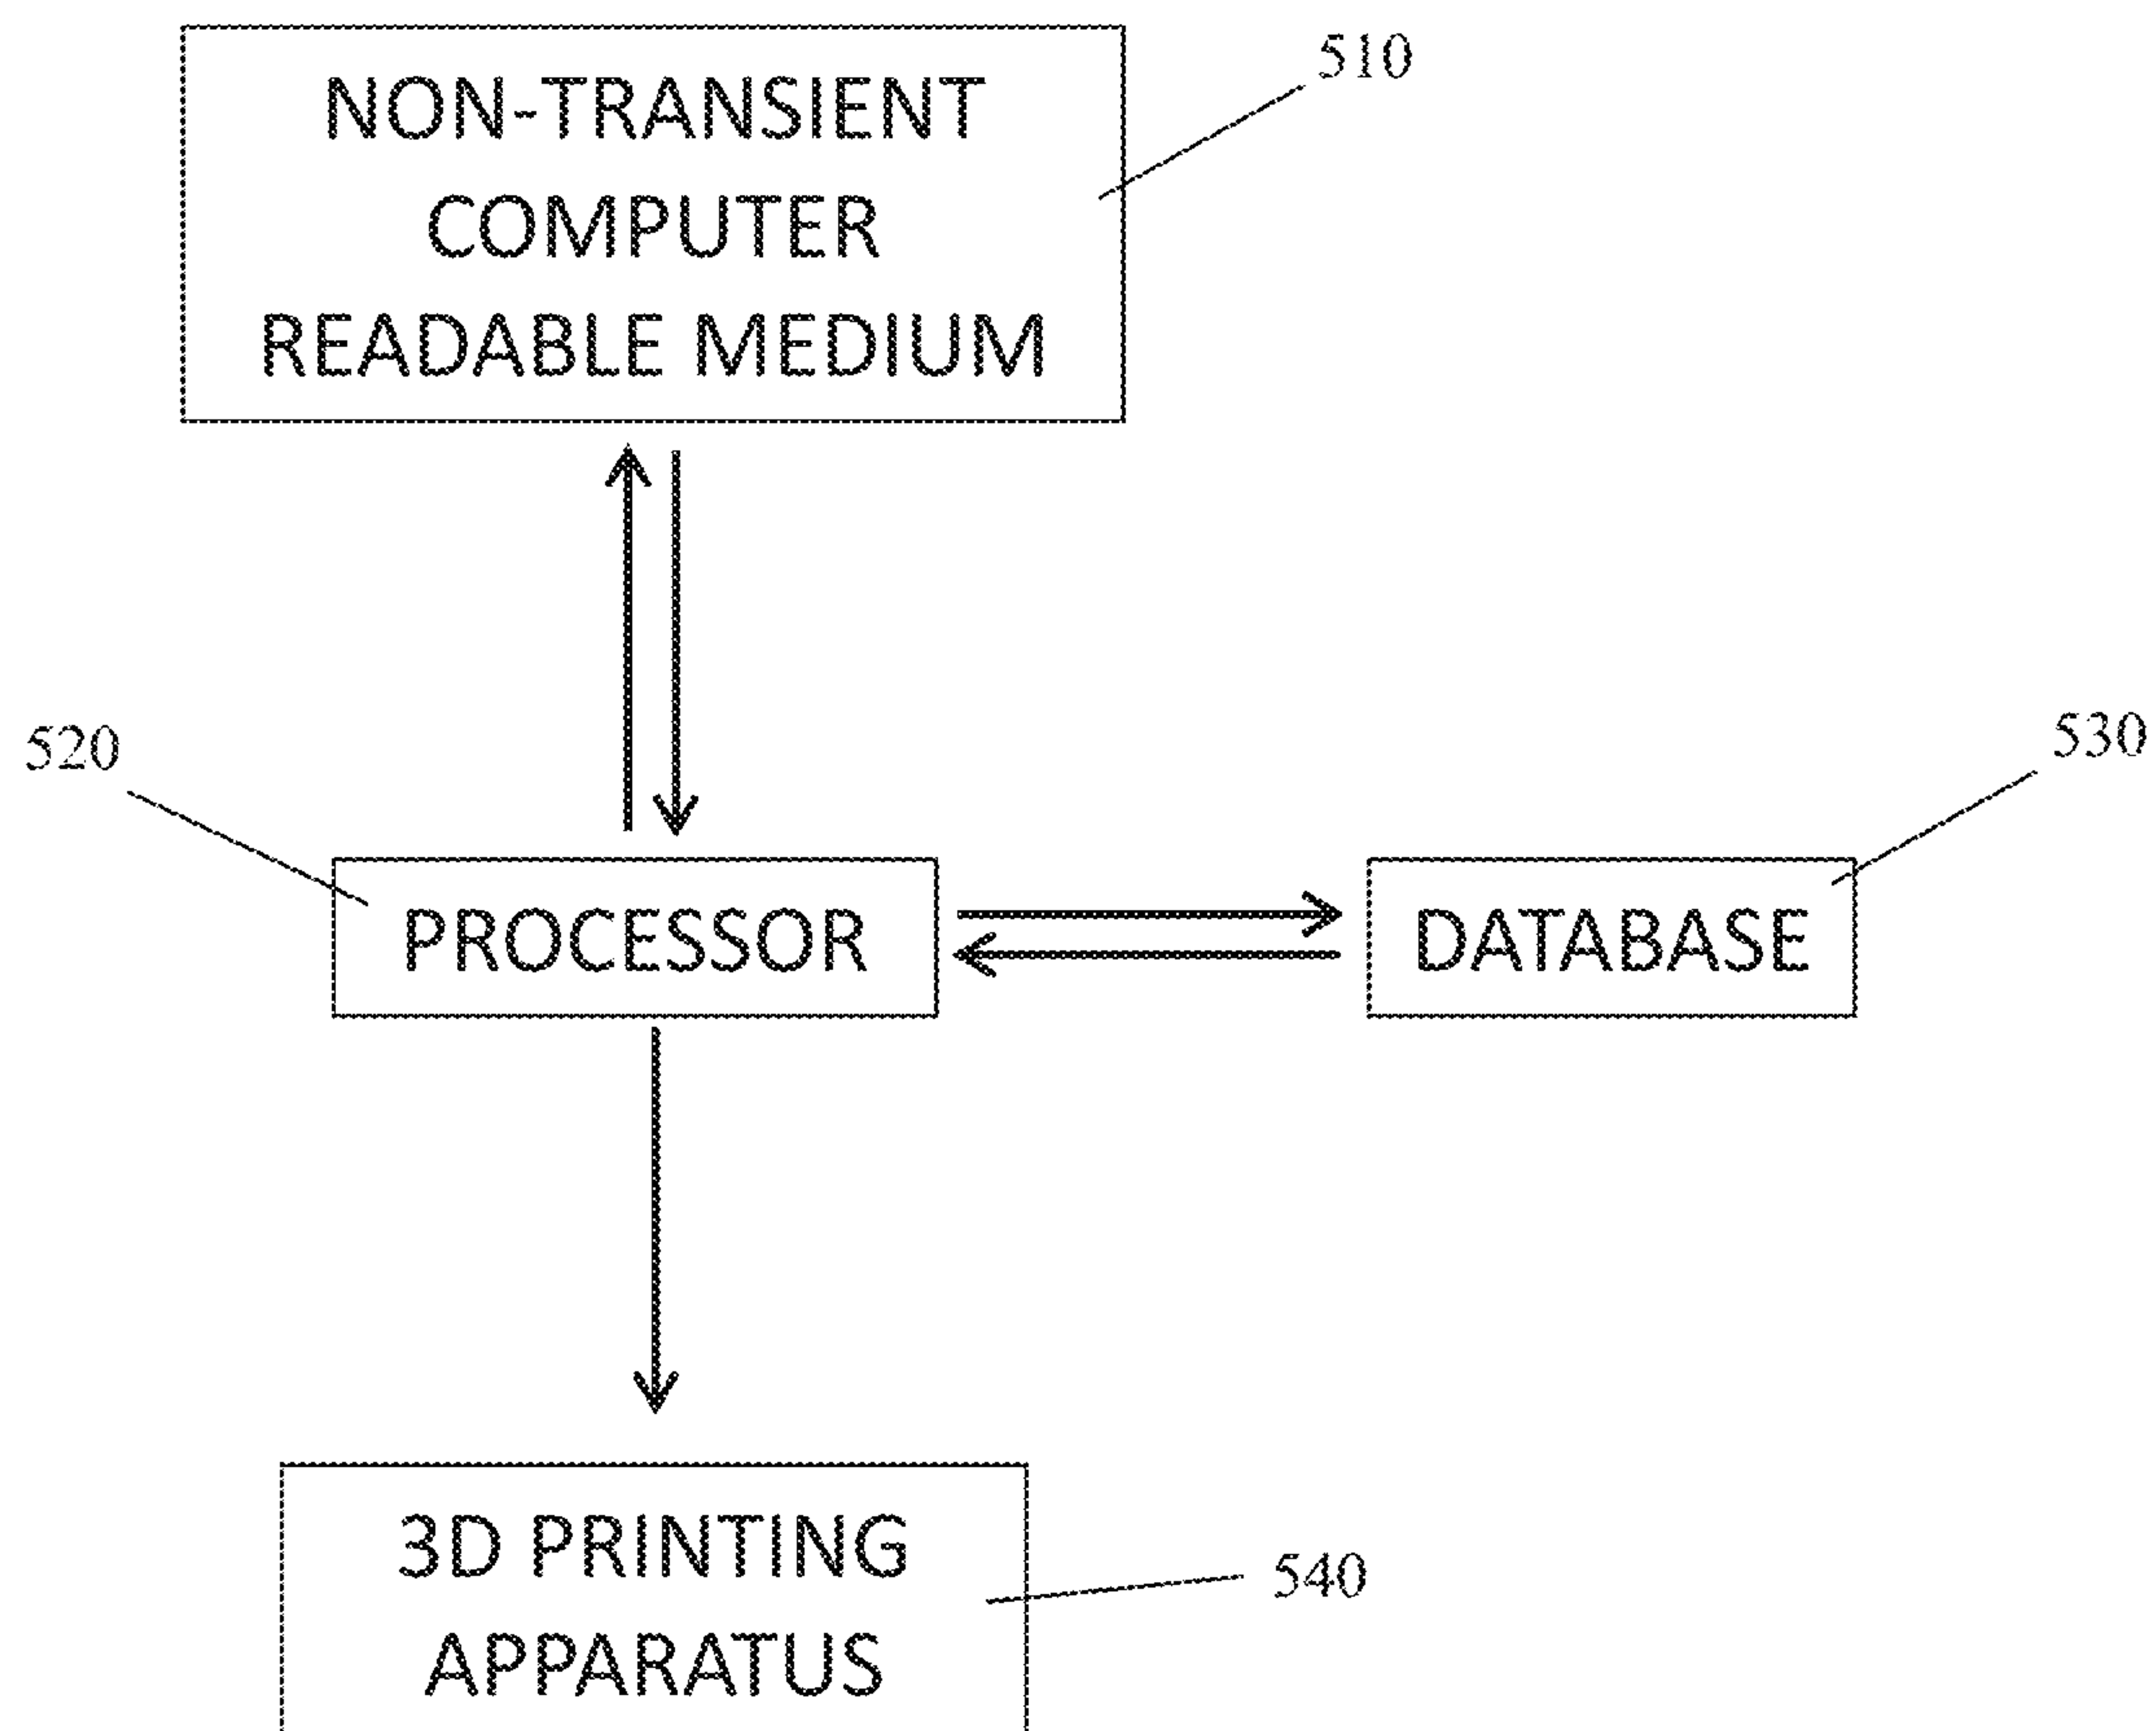 510
NON-TRANSIENT
COMPUTER
READABLE MEDIUM
520
530
PROCESSOR
DATABASE
3D PRINTING
540
APPARATUS